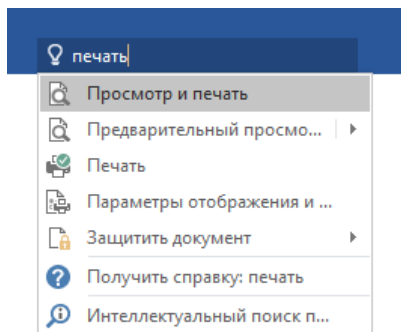 печать
Просмотр и печать
Предварительный просмо...
Печать
Параметры отображения и ...
Защитить документ
Получить справку: печать
Интеллектуальный поиск п...